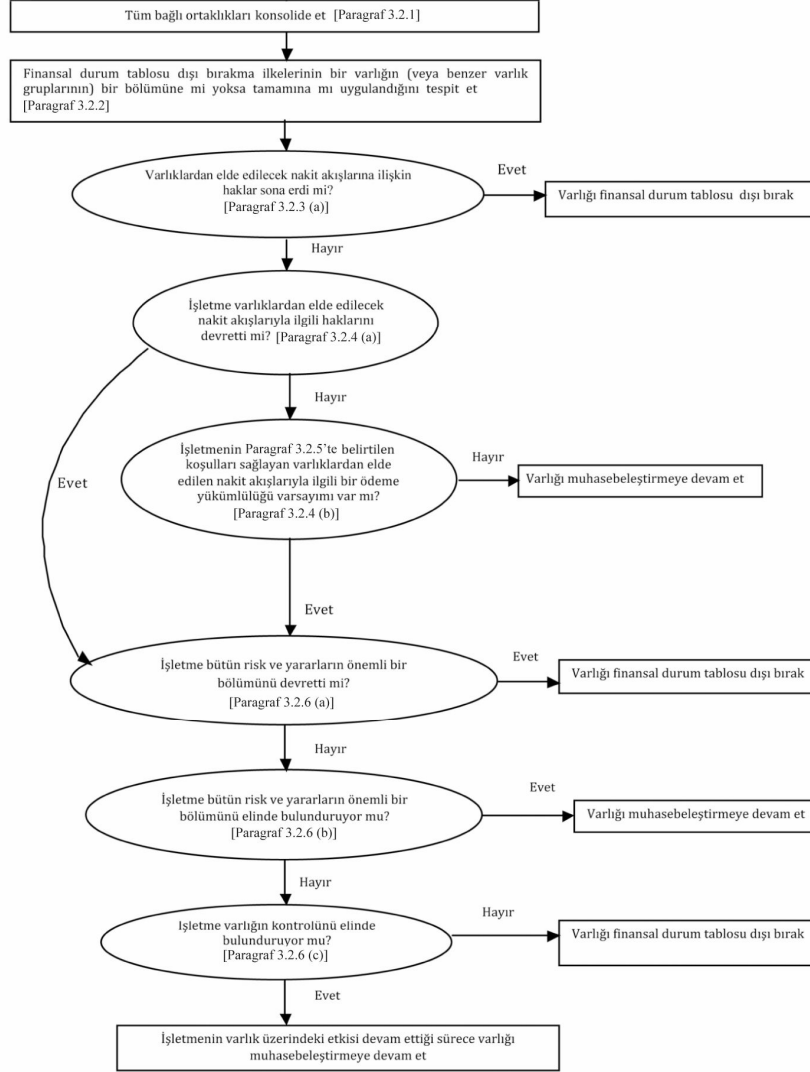 Tüm bağlı ortaklıkları konsolide et [Paragraf 3.2.1]
Finansal durum tablosu dışı bırakma ilkelerinin bir varlığın (veya benzer varlık
gruplarının) bir bölümüne mi yoksa tamamına mı uygulandığını tespit et
[Paragraf 3.2.2]
Varlıklardan elde edilecek nakit akışlarına ilişkin
haklar sona erdi mi?
[Paragraf 3.2.3 (a)]
Evet
Varlığı finansal durum tablosu dışı bırak
Hayır
İşletme varlıklardan elde edilecek
nakit akışlarıyla ilgili haklarını
devretti mi? [Paragraf 3.2.4 (a)]
Hayır
Evet
İşletmenin Paragraf 3.2.5'te belirtilen
koşulları sağlayan varlıklardan elde
edilen nakit akışlarıyla ilgili bir ödeme
yükümlülüğü varsayımı var mı?
[Paragraf 3.2.4 (b)]
Hayır
Varlığı muhasebeleştirmeye devam et
Evet
İşletme bütün risk ve yararların önemli bir
bölümünü devretti mi?
[Paragraf 3.2.6 (a)]
Evet
Varlığı finansal durum tablosu dışı bırak
Hayır
İşletme bütün risk ve yararların önemli bir
bölümünü elinde bulunduruyor mu?
[Paragraf 3.2.6 (b)]
Evet
Varlığı muhasebeleştirmeye devam et
Hayır
İşletme varlığın kontrolünü elinde
bulunduruyor mu?
[Paragraf 3.2.6 (c)]
Hayır
Varlığı finansal durum tablosu dışı bırak
Evet
İşletmenin varlık üzerindeki etkisi devam ettiği sürece varlığı
muhasebeleştirmeye devam et